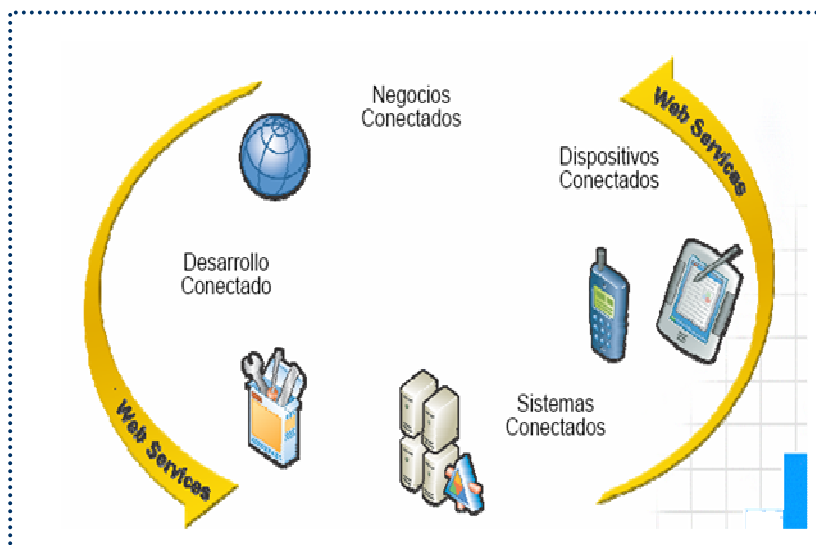 Negocios
Conectados
Web Services
Dispositivos
Conectados
Desarrollo
Conectado
Sistemas
Conectados
Web Services